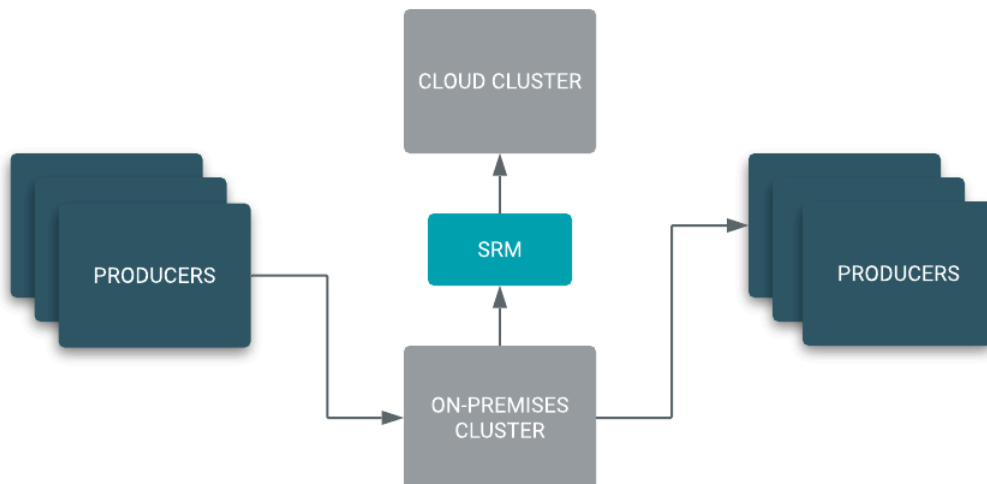 CLOUD CLUSTER
PRODUCERS
SRM
PRODUCERS
ON-PREMISES
CLUSTER